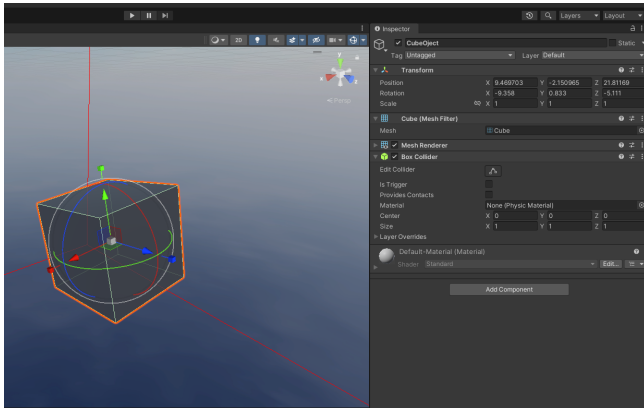 Layers
Layout
Inspector
2D
y
x
z
Persp
CubeOject
Static
Tag Untagged
Layer Default
Transform
Position X 9.469703 Y -2.150965 Z 21.81169
Rotation X -9.358 Y 0.833 Z -5.111
Scale X 1 Y 1 Z 1
Cube (Mesh Filter)
Mesh Cube
Mesh Renderer
Box Collider
Edit Collider
Is Trigger
Provides Contacts
Material None (Physic Material)
Center X 0 Y 0 Z 0
Size X 1 Y 1 Z 1
Layer Overrides
Default-Material (Material)
Shader Standard Edit...
Add Component